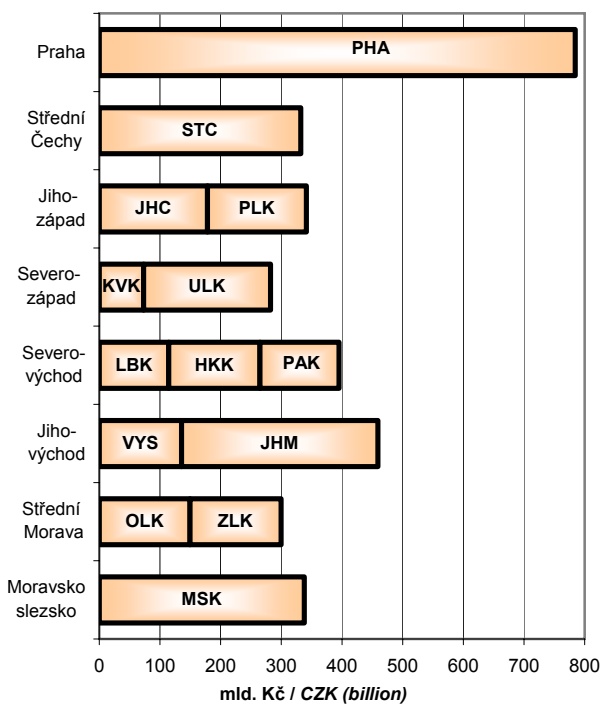 Praha
PHA
Střední
Čechy
STC
Jiho-
západ
JHC PLK
Severo-
západ
KVK ULK
Severo-
východ
LBK HKK PAK
Jiho-
východ
VYS JHM
Střední
Morava
OLK ZLK
Moravsko
slezsko
MSK
0 100 200 300 400 500 600 700 800
mld. Kč / CZK (billion)